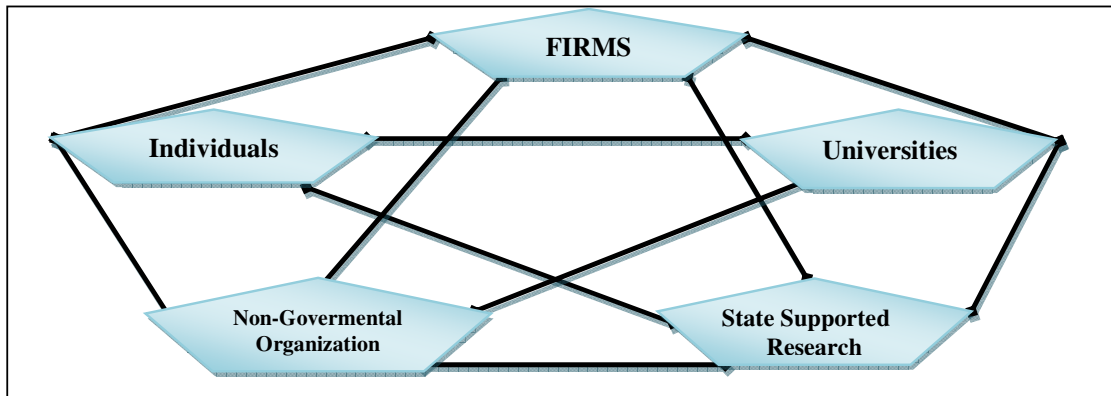 FIRMS
Individuals
Universities
Non-Govermental
Organization
State Supported
Research